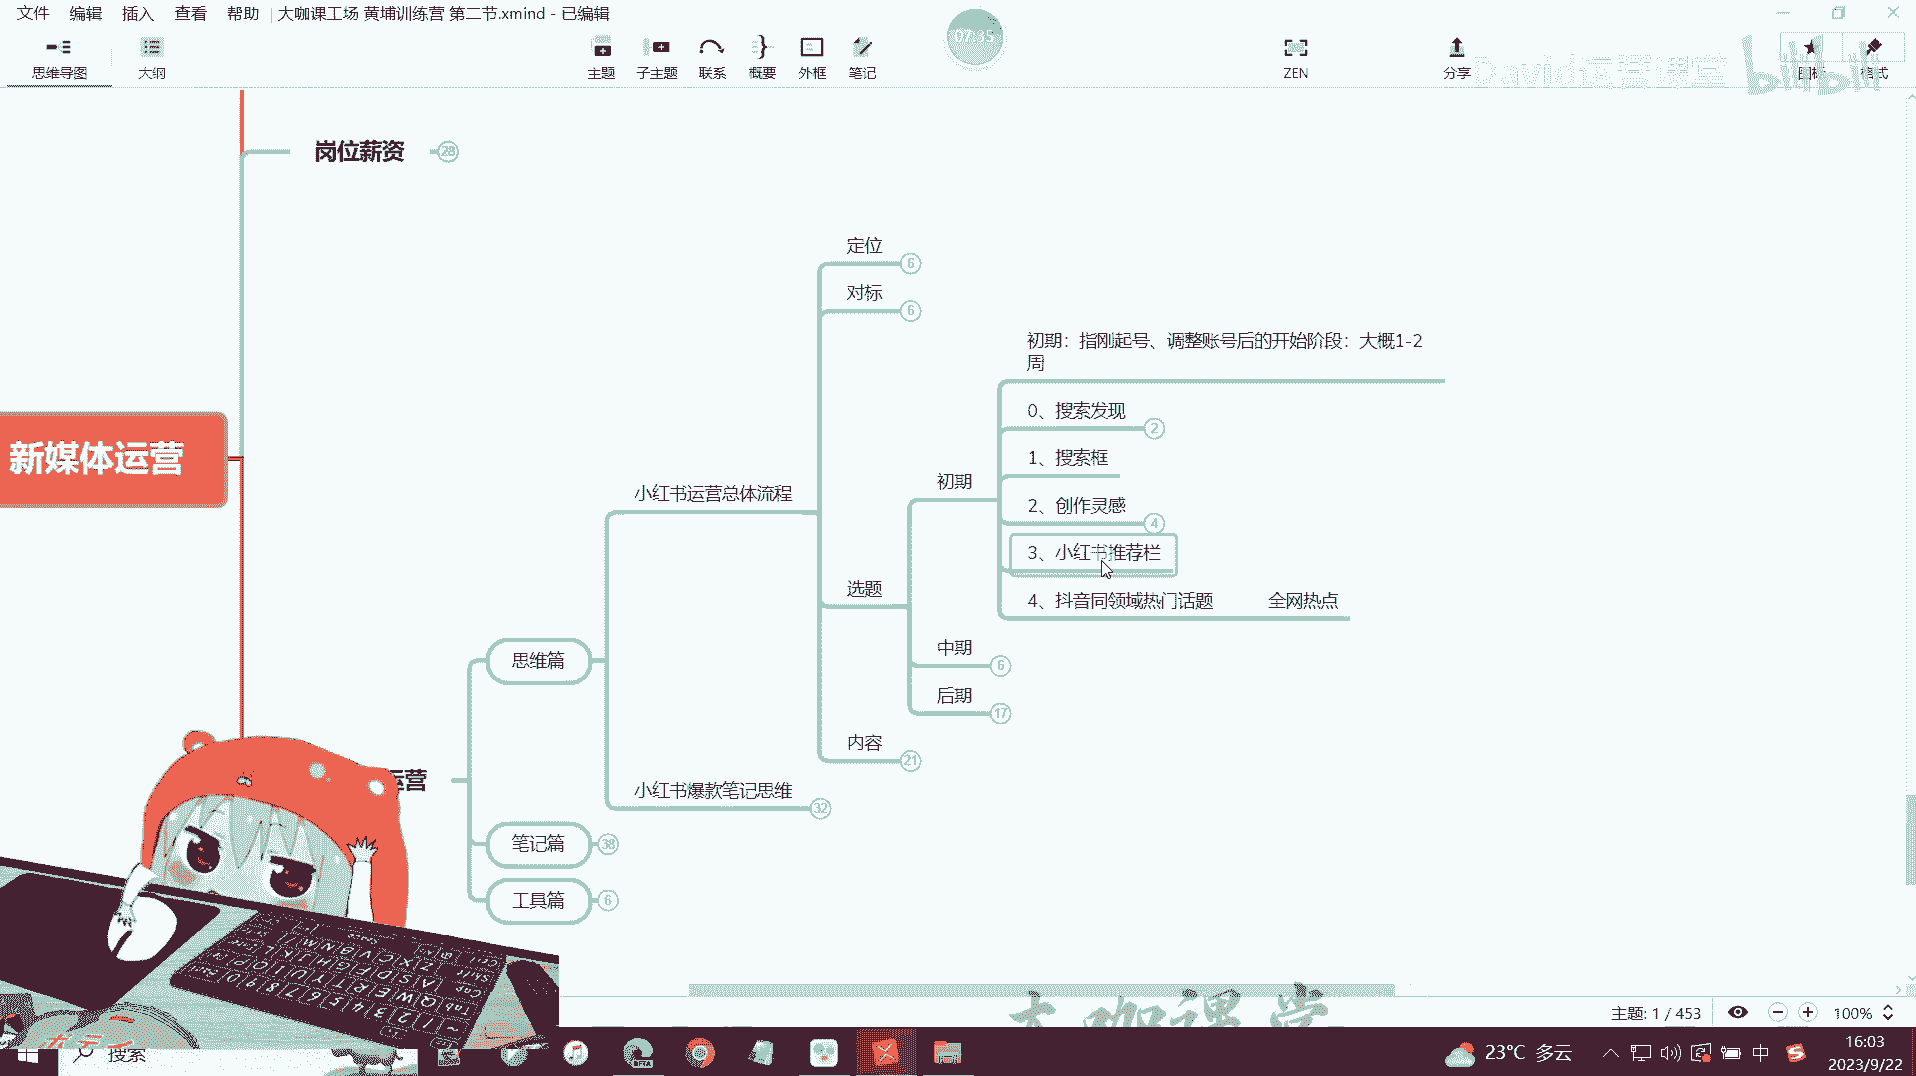 文件 编辑 插入 查看 帮助 大咖课工场 黄埔训练营 第二节.xmind - 已编辑
07:35
思维导图 大纲 主题 子主题 联系 概要 外框 笔记 ZEN 分享 图标 格式
David运营课堂 bilibili
岗位薪资 28
定位 6
对标 6
初期：指刚起号、调整账号后的开始阶段：大概1-2
周
0、搜索发现 2
1、搜索框
初期
小红书运营总体流程
2、创作灵感 4
新媒体运营
3、小红书推荐栏
选题
4、抖音同领域热门话题 全网热点
中期 6
思维篇
后期 17
内容 21
运营
小红书爆款笔记思维 32
笔记篇 38
工具篇 6
大咖课堂
主题: 1 / 453 100%
搜索
23°C 多云 中
16:03
2023/9/22